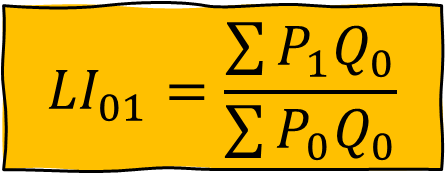 LI₀₁ = ∑ P₁Q₀ / ∑ P₀Q₀